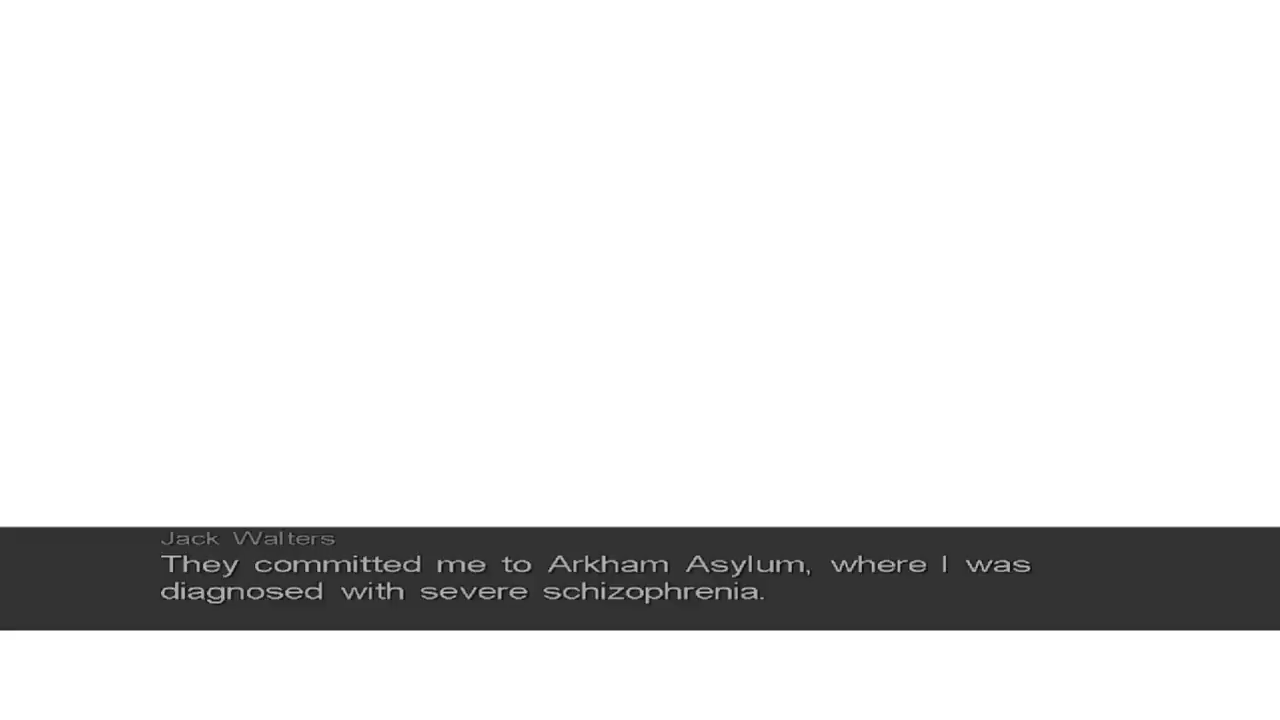 Jack Walters
They committed me to Arkham Asylum, where I was
diagnosed with severe schizophrenia.